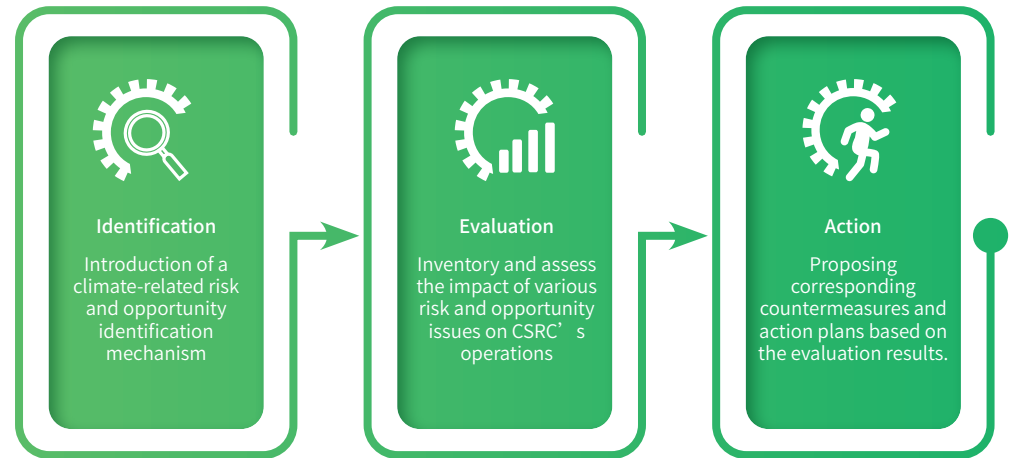 Identification
Introduction of a
climate-related risk
and opportunity
identification
mechanism
Evaluation
Inventory and assess
the impact of various
risk and opportunity
issues on CSRC’ s
operations
Action
Proposing
corresponding
countermeasures and
action plans based on
the evaluation results.